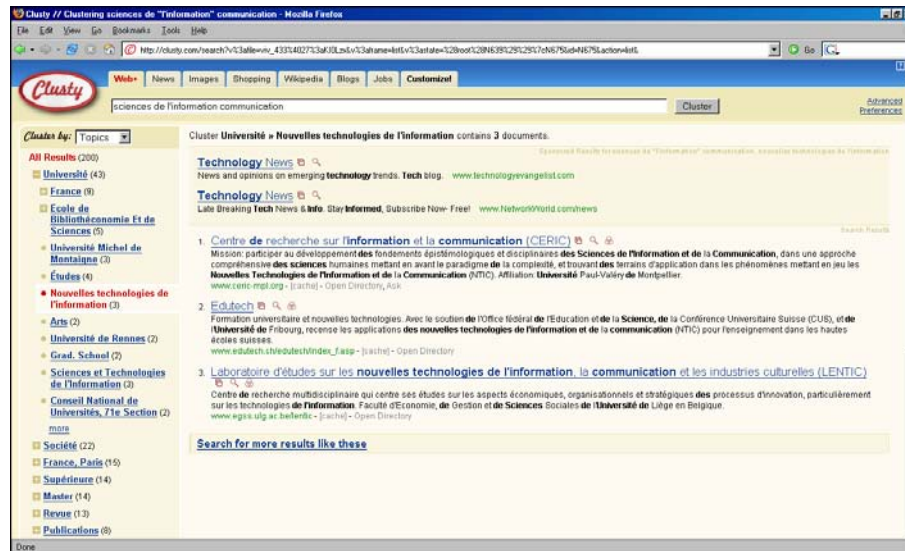 Clusty // Clustering sciences de "l'information" communication - Mozilla Firefox
File Edit View Go Bookmarks Tools Help
Go
Clusty
Web+ News Images Shopping Wikipedia Blogs Jobs Customize!
sciences de l'information communication
Cluster
Advanced
Preferences
Cluster by: Topics
All Results (200)
Université (43)
France (9)
Ecole de
Bibliothéconomie Et de
Sciences (5)
Université Michel de
Montaigne (3)
Études (4)
Nouvelles technologies de
l'information (3)
Arts (2)
Université de Rennes (2)
Grad. School (2)
Sciences et Technologies
de l'Information (3)
Conseil National de
Universités, 71e Section (2)
more
Société (22)
France, Paris (15)
Supérieure (14)
Master (14)
Revue (13)
Publications (8)
Cluster Université » Nouvelles technologies de l'information contains 3 documents.
Technology News
News and opinions on emerging technology trends. Tech blog. www.technologyevangelist.com
Technology News
Late Breaking Tech News & Info. Stay Informed, Subscribe Now- Free! www.NetworkWorld.com/news
Search Results
1. Centre de recherche sur l'information et la communication (CERIC)
Mission: participer au développement des fondements épistémologiques et disciplinaires des Sciences de l'Information et de la Communication, dans une approche
compréhensive des sciences humaines mettant en avant le paradigme de la complexité, et trouvant des terrains d'application dans les phénomènes mettant en jeu les
Nouvelles Technologies de l'Information et de la Communication (NTIC). Affiliation: Université Paul-Valéry de Montpellier.
www.ceric-mpl.org - [cache] - Open Directory, Ask
2. Edutech
Formation universitaire et nouvelles technologies. Avec le soutien de l'Office fédéral de l'Education et de la Science, de la Conférence Universitaire Suisse (CUS), et de
l'Université de Fribourg, recense les applications des nouvelles technologies de l'information et de la communication (NTIC) pour l'enseignement dans les hautes
écoles suisses.
www.edutech.ch/edutech/index_f.asp - [cache] - Open Directory
3. Laboratoire d'études sur les nouvelles technologies de l'information, la communication et les industries culturelles (LENTIC)
Centre de recherche multidisciplinaire qui centre ses études sur les aspects économiques, organisationnels et stratégiques des processus d'innovation, particulièrement
sur les technologies de l'information. Faculté d'Economie, de Gestion et de Sciences Sociales de l'Université de Liège en Belgique.
www.egss.ulg.ac.be/lentic - [cache] - Open Directory
Search for more results like these
Done